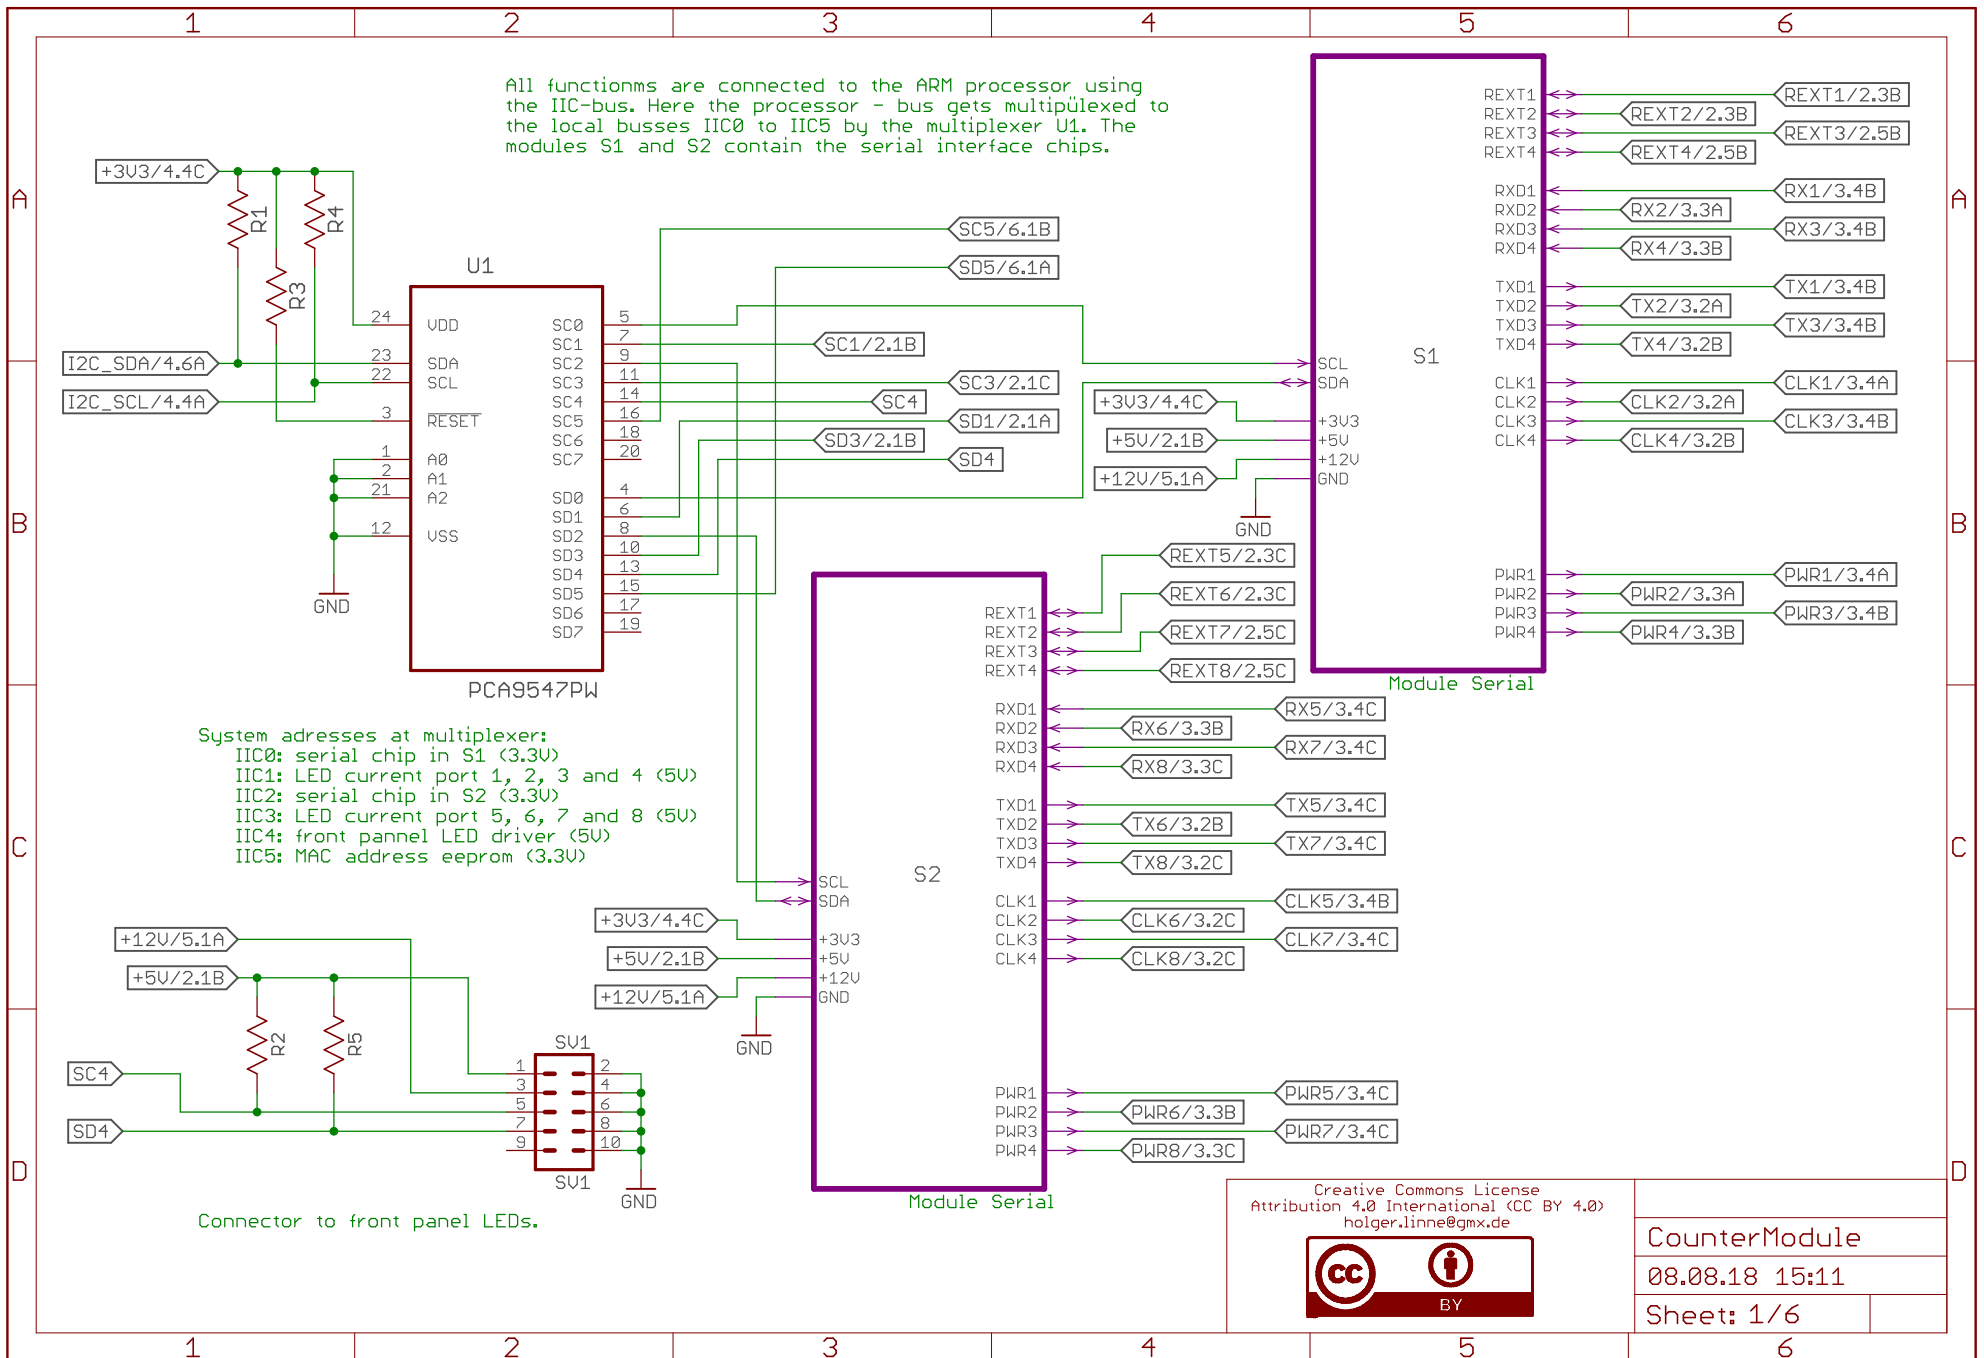 1 2 3 4 5 6
All functionms are connected to the ARM processor using
the IIC-bus. Here the processor - bus gets multipülexed to
the local busses IIC0 to IIC5 by the multiplexer U1. The
modules S1 and S2 contain the serial interface chips.
A
A
B
B
C
C
D
D
+3V3/4.4C
R1
R4
R3
I2C_SDA/4.6A
I2C_SCL/4.4A
GND
U1
24 VDD
23 SDA
22 SCL
3 RESET
1 A0
2 A1
21 A2
12 VSS
SC0 5
SC1 7
SC2 9
SC3 11
SC4 14
SC5 16
SC6 18
SC7 20
SD0 4
SD1 6
SD2 8
SD3 10
SD4 13
SD5 15
SD6 17
SD7 19
PCA9547PW
SC5/6.1B
SD5/6.1A
SC1/2.1B
SC3/2.1C
SC4
SD1/2.1A
SD3/2.1B
SD4
+3V3/4.4C
+5V/2.1B
+12V/5.1A
GND
S1
SCL
SDA
+3V3
+5V
+12V
GND
REXT1 REXT1/2.3B
REXT2 REXT2/2.3B
REXT3 REXT3/2.5B
REXT4 REXT4/2.5B
RXD1 RX1/3.4B
RXD2 RX2/3.3A
RXD3 RX3/3.4B
RXD4 RX4/3.3B
TXD1 TX1/3.4B
TXD2 TX2/3.2A
TXD3 TX3/3.4B
TXD4 TX4/3.2B
CLK1 CLK1/3.4A
CLK2 CLK2/3.2A
CLK3 CLK3/3.4B
CLK4 CLK4/3.2B
PWR1 PWR1/3.4A
PWR2 PWR2/3.3A
PWR3 PWR3/3.4B
PWR4 PWR4/3.3B
Module Serial
System adresses at multiplexer:
IIC0: serial chip in S1 (3.3V)
IIC1: LED current port 1, 2, 3 and 4 (5V)
IIC2: serial chip in S2 (3.3V)
IIC3: LED current port 5, 6, 7 and 8 (5V)
IIC4: front pannel LED driver (5V)
IIC5: MAC address eeprom (3.3V)
+3V3/4.4C
+5V/2.1B
+12V/5.1A
GND
S2
SCL
SDA
+3V3
+5V
+12V
GND
REXT1 REXT5/2.3C
REXT2 REXT6/2.3C
REXT3 REXT7/2.5C
REXT4 REXT8/2.5C
RXD1 RX5/3.4C
RXD2 RX6/3.3B
RXD3 RX7/3.4C
RXD4 RX8/3.3C
TXD1 TX5/3.4C
TXD2 TX6/3.2B
TXD3 TX7/3.4C
TXD4 TX8/3.2C
CLK1 CLK5/3.4B
CLK2 CLK6/3.2C
CLK3 CLK7/3.4C
CLK4 CLK8/3.2C
PWR1 PWR5/3.4C
PWR2 PWR6/3.3B
PWR3 PWR7/3.4C
PWR4 PWR8/3.3C
Module Serial
+12V/5.1A
+5V/2.1B
R2
R5
SC4
SD4
SV1
1 2
3 4
5 6
7 8
9 10
SV1
GND
Connector to front panel LEDs.
Creative Commons License
Attribution 4.0 International (CC BY 4.0)
holger.linne@gmx.de
cc
BY
CounterModule
08.08.18 15:11
Sheet: 1/6
1 2 3 4 5 6